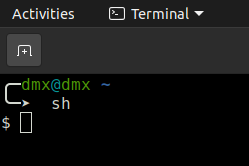 Activities Terminal
dmx@dmx ~
➤ sh
$